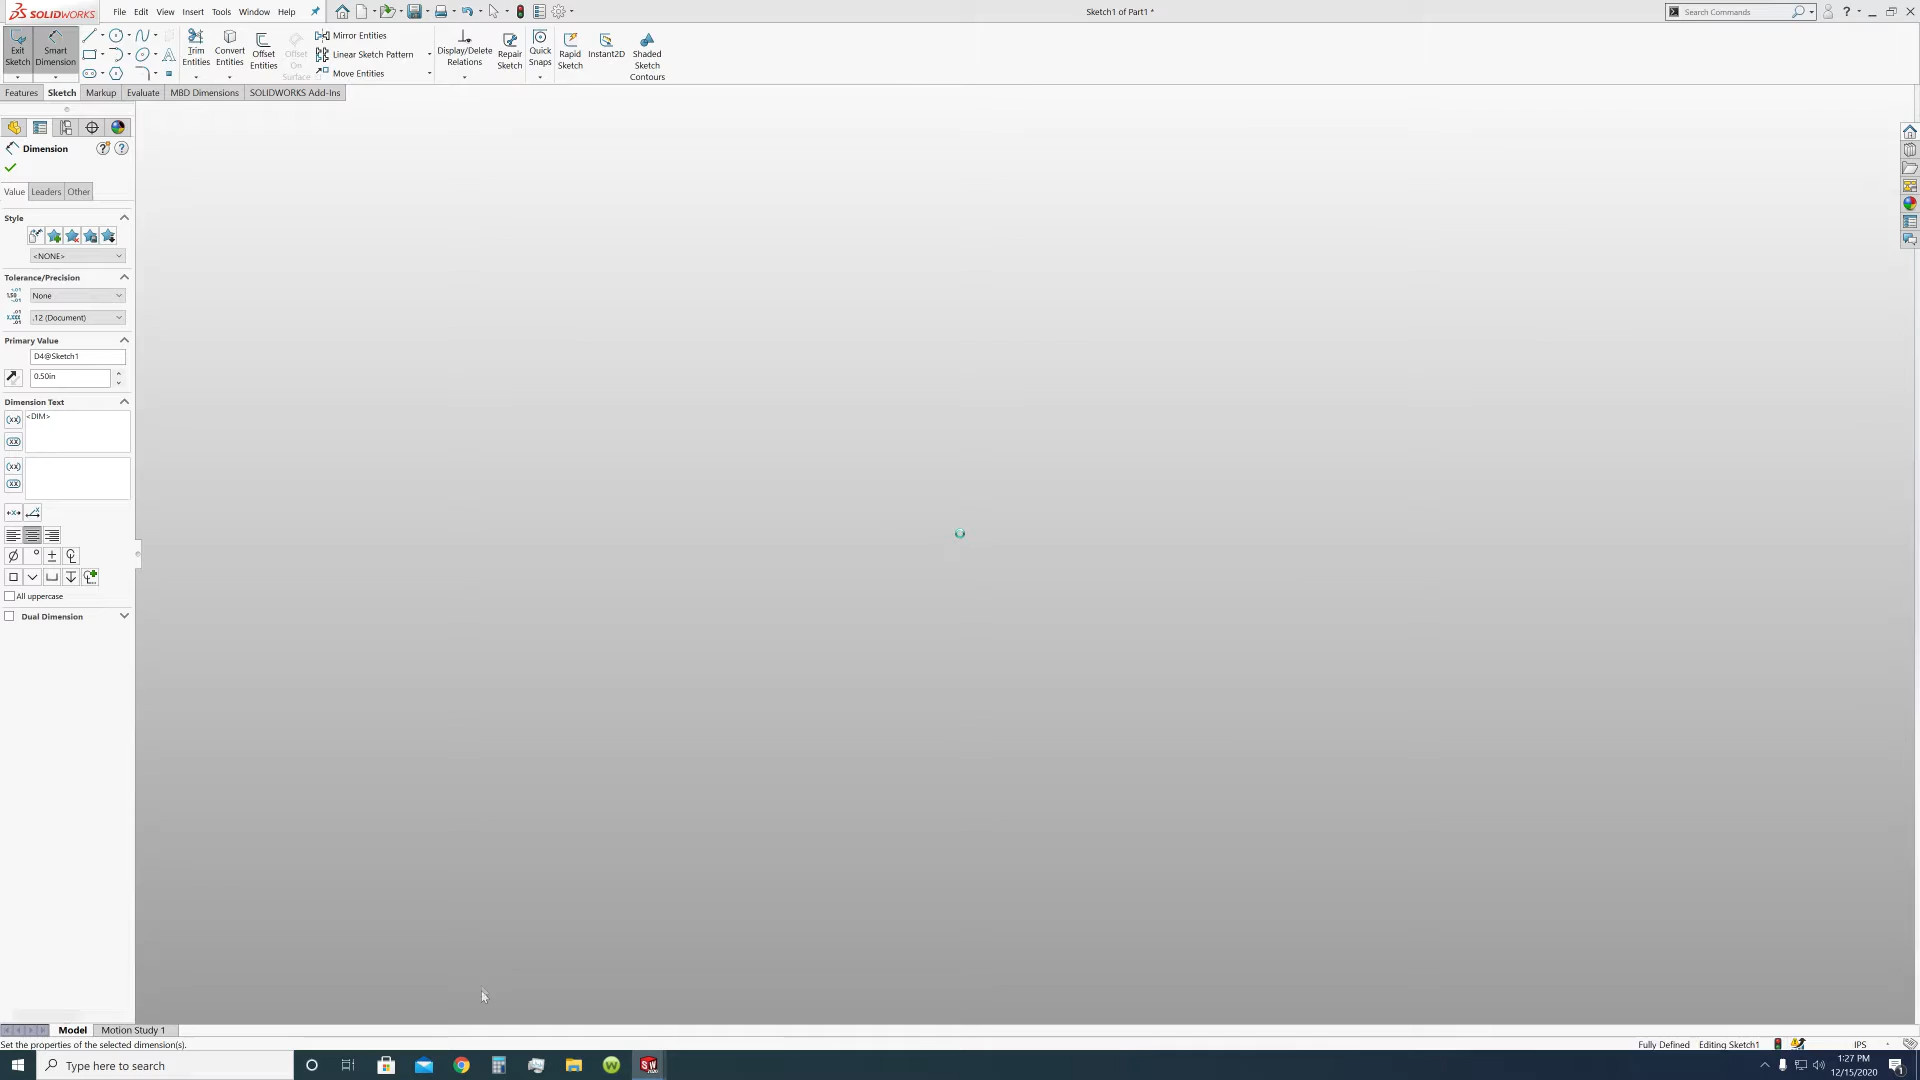 SOLIDWORKS File Edit View Insert Tools Window Help
Sketch1 of Part1 *
Search Commands
Exit Sketch
Smart Dimension
Trim Entities
Convert Entities
Offset Entities
Offset On Surface
Mirror Entities
Linear Sketch Pattern
Move Entities
Display/Delete Relations
Repair Sketch
Quick Snaps
Rapid Sketch
Instant2D
Shaded Sketch Contours
Features Sketch Markup Evaluate MBD Dimensions SOLIDWORKS Add-Ins
Dimension
Value Leaders Other
Style
<NONE>
Tolerance/Precision
None
.12 (Document)
Primary Value
D4@Sketch1
0.50in
Dimension Text
(xx) <DIM>
(xx)
(xx)
(xx)
All uppercase
Dual Dimension
Model Motion Study 1
Set the properties of the selected dimension(s).
Fully Defined Editing Sketch1 IPS
Type here to search
1:27 PM
12/15/2020